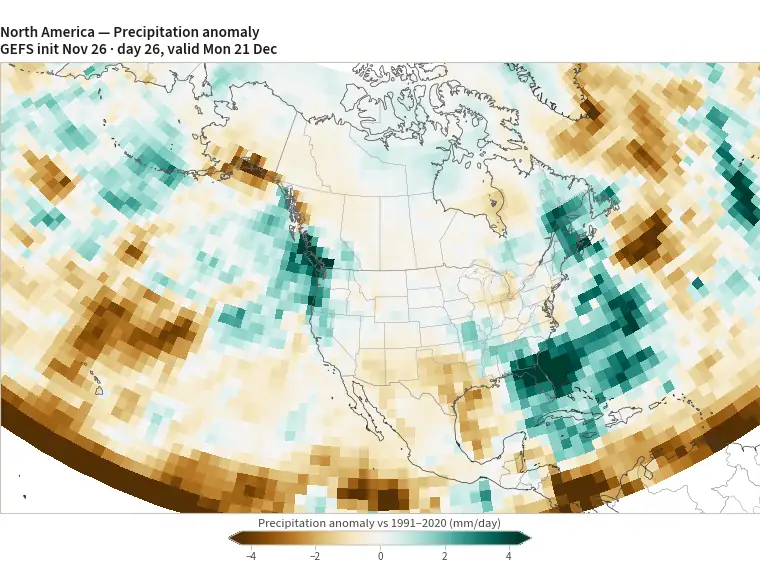 North America — Precipitation anomaly
GEFS init Nov 26 · day 26, valid Mon 21 Dec
Precipitation anomaly vs 1991–2020 (mm/day)
−4 −2 0 2 4